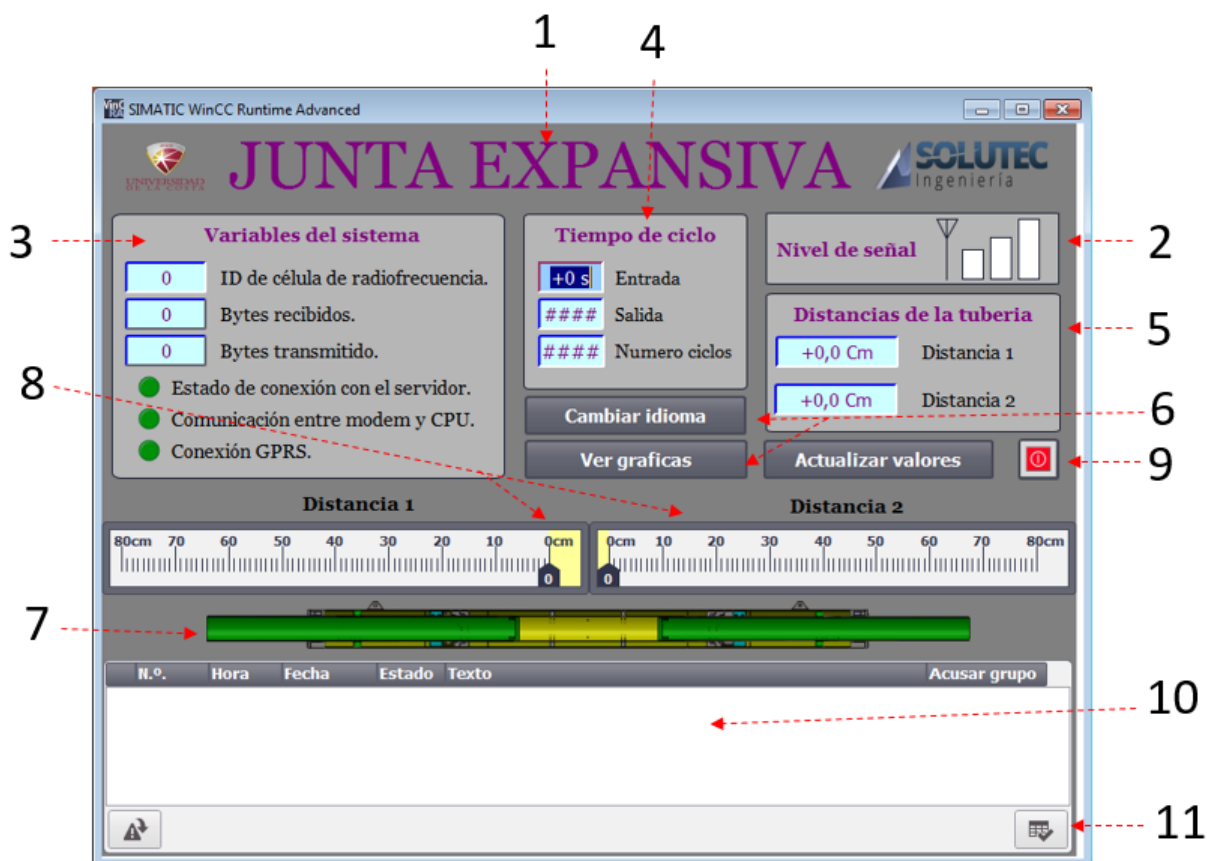 1
4
SIMATIC WinCC Runtime Advanced
UNIVERSIDAD
DE LA COSTA
JUNTA EXPANSIVA
SOLUTEC
Ingeniería
3
Variables del sistema
0 ID de célula de radiofrecuencia.
0 Bytes recibidos.
0 Bytes transmitido.
Estado de conexión con el servidor.
Comunicación entre modem y CPU.
Conexión GPRS.
Tiempo de ciclo
+0 s Entrada
#### Salida
#### Numero ciclos
Nivel de señal
2
Distancias de la tuberia
5
+0,0 Cm Distancia 1
+0,0 Cm Distancia 2
8
Cambiar idioma
6
Ver graficas
Actualizar valores
9
Distancia 1
Distancia 2
80cm 70 60 50 40 30 20 10 0cm
0
0cm 10 20 30 40 50 60 70 80cm
0
7
N.º. Hora Fecha Estado Texto Acusar grupo
10
11